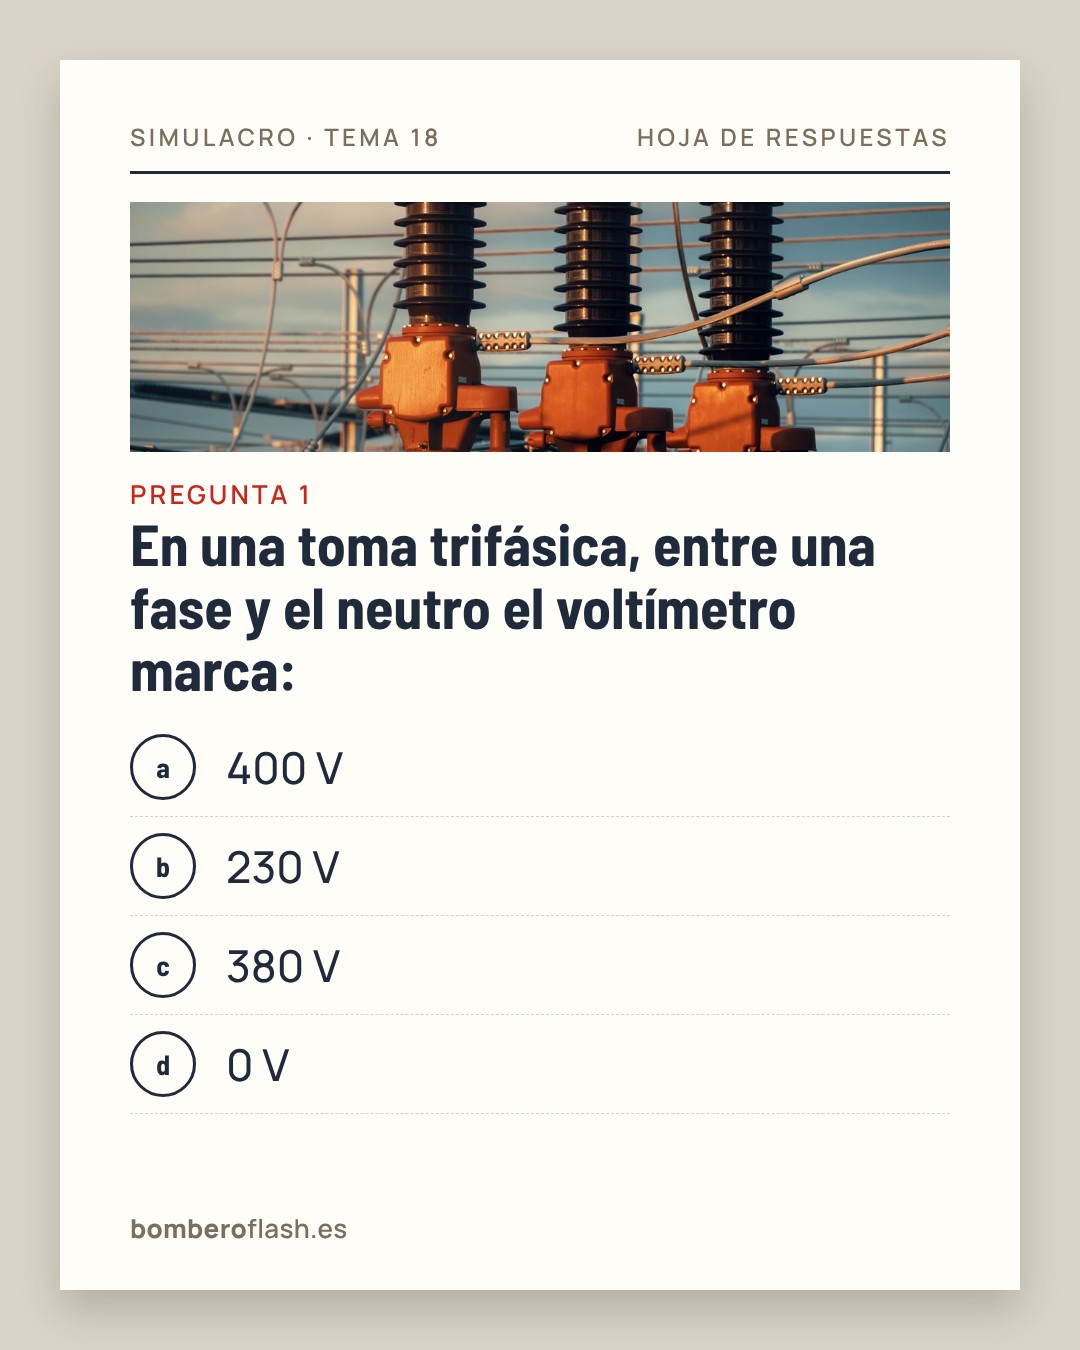 SIMULACRO · TEMA 18
HOJA DE RESPUESTAS
PREGUNTA 1
En una toma trifásica, entre una
fase y el neutro el voltímetro
marca:
a 400 V
b 230 V
c 380 V
d 0 V
bomberoflash.es